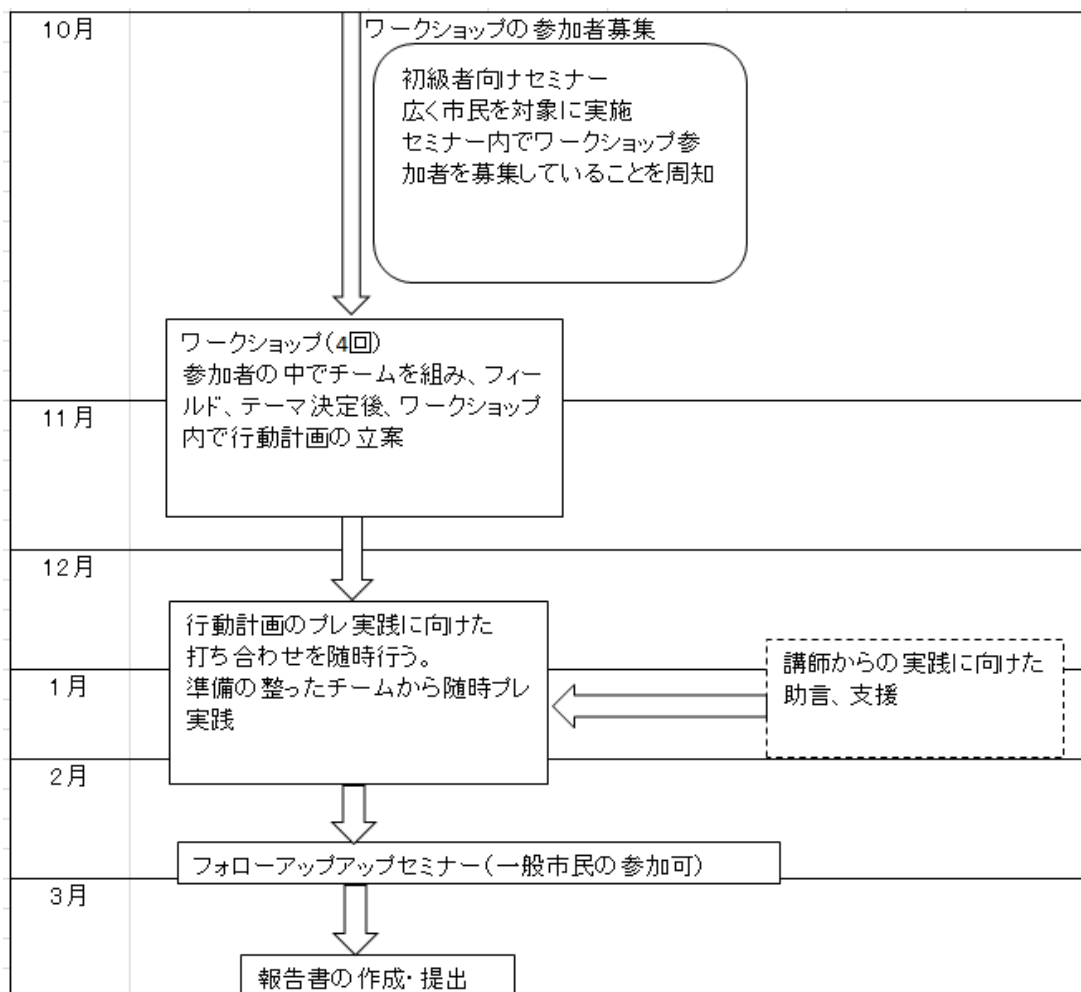 10月
ワークショップの参加者募集
初級者向けセミナー
広く市民を対象に実施
セミナー内でワークショップ参
加者を募集していることを周知
ワークショップ(4回)
参加者の中でチームを組み、フィー
ルド、テーマ決定後、ワークショップ
内で行動計画の立案
11月
12月
行動計画のプレ実践に向けた
打ち合わせを随時行う。
準備の整ったチームから随時プレ
実践
講師からの実践に向けた
助言、支援
1月
2月
フォローアップアップセミナー(一般市民の参加可)
3月
報告書の作成・提出